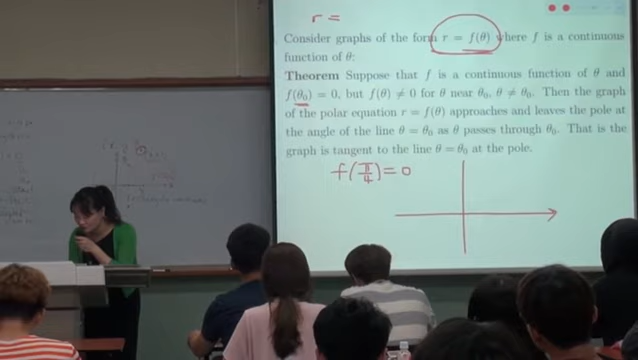 r =
Consider graphs of the form r = f(θ) where f is a continuous
function of θ:
Theorem Suppose that f is a continuous function of θ and
f(θ₀) = 0, but f(θ) ≠ 0 for θ near θ₀, θ ≠ θ₀. Then the graph
of the polar equation r = f(θ) approaches and leaves the pole
at the angle of the line θ = θ₀ as θ passes through θ₀. That is the
graph is tangent to the line θ = θ₀ at the pole.
f(π/4) = 0